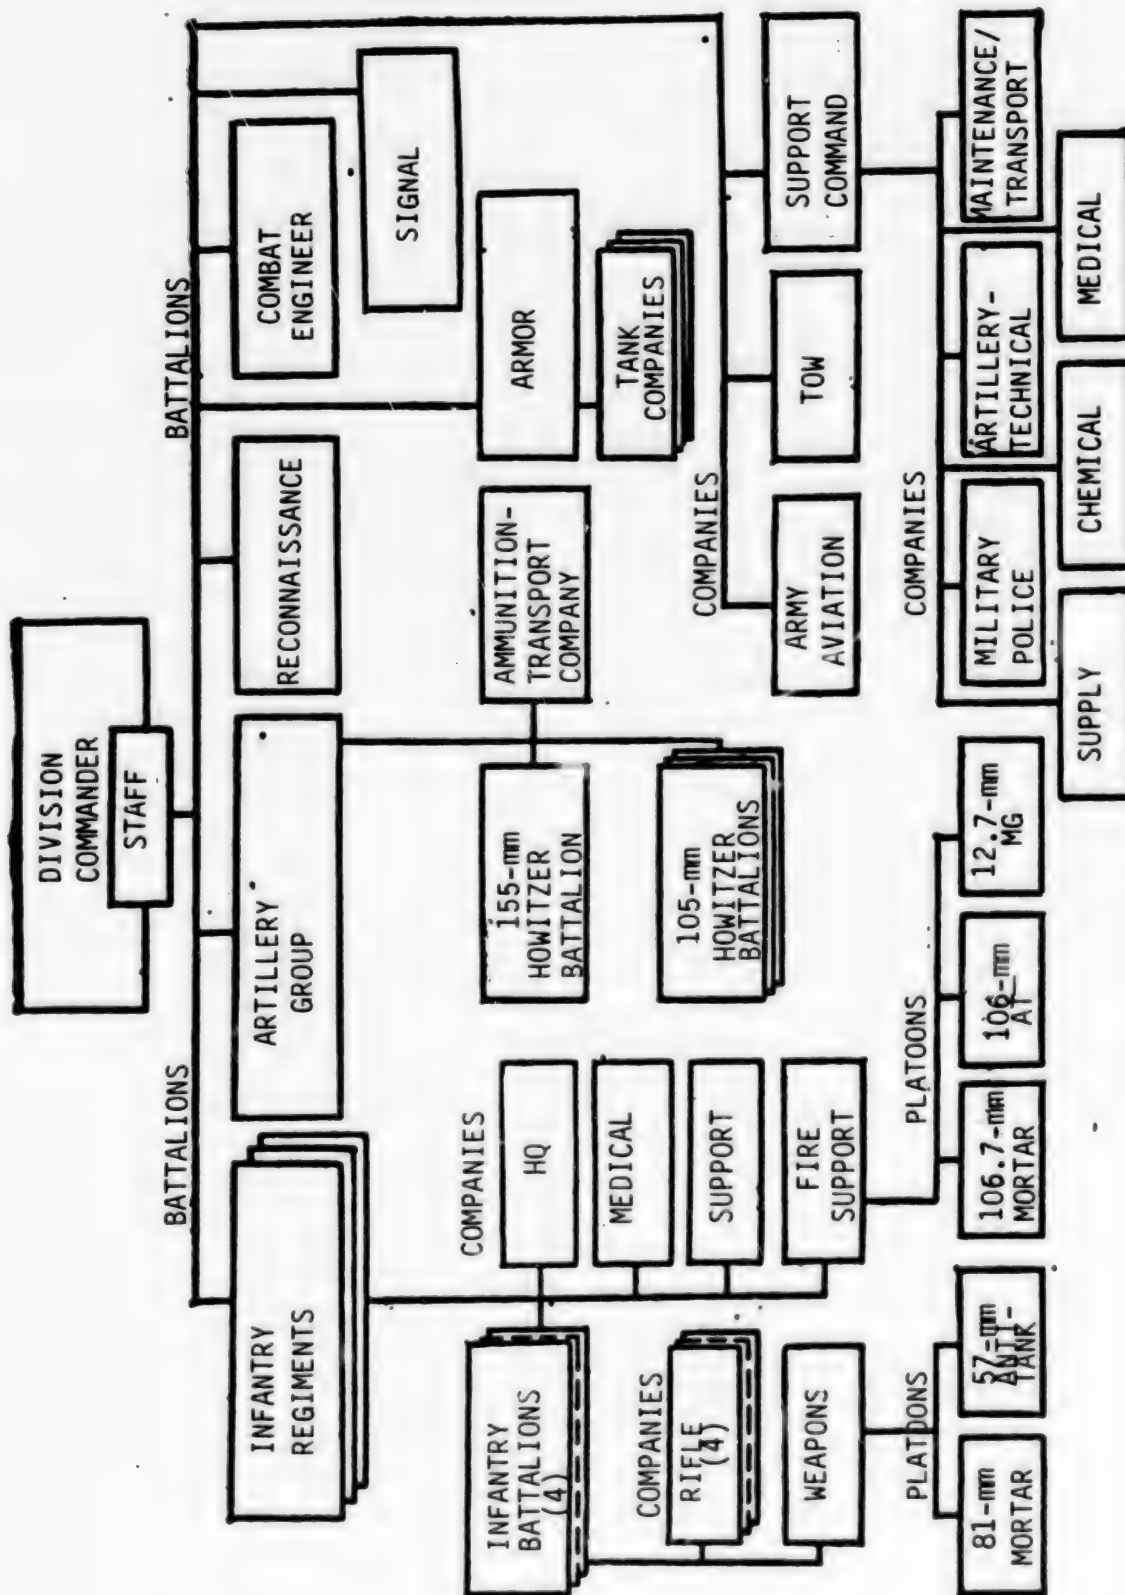 DIVISION
COMMANDER
STAFF
BATTALIONS
BATTALIONS
INFANTRY
REGIMENTS
ARTILLERY
GROUP
RECONNAISSANCE
COMBAT
ENGINEER
SIGNAL
ARMOR
TANK
COMPANIES
COMPANIES
INFANTRY
BATTALIONS
(4)
HQ
MEDICAL
SUPPORT
FIRE
SUPPORT
COMPANIES
RIFLE
(4)
WEAPONS
PLATOONS
81-mm
MORTAR
57-mm
ANTI-
TANK
PLATOONS
106.7-mm
MORTAR
106-mm
AT
12.7-mm
MG
155-mm
HOWITZER
BATTALION
AMMUNITION-
TRANSPORT
COMPANY
105-mm
HOWITZER
BATTALIONS
COMPANIES
ARMY
AVIATION
TOW
SUPPORT
COMMAND
COMPANIES
MILITARY
POLICE
ARTILLERY-
TECHNICAL
MAINTENANCE/
TRANSPORT
SUPPLY
CHEMICAL
MEDICAL